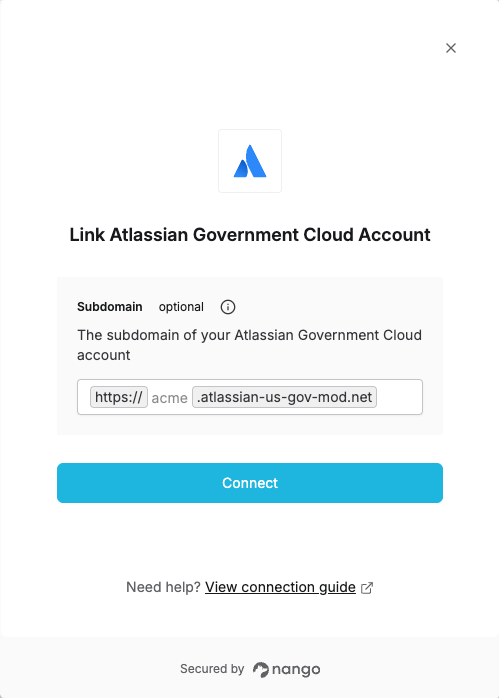 Link Atlassian Government Cloud Account
Subdomain optional
The subdomain of your Atlassian Government Cloud
account
https:// acme .atlassian-us-gov-mod.net
Connect
Need help? View connection guide
Secured by nango